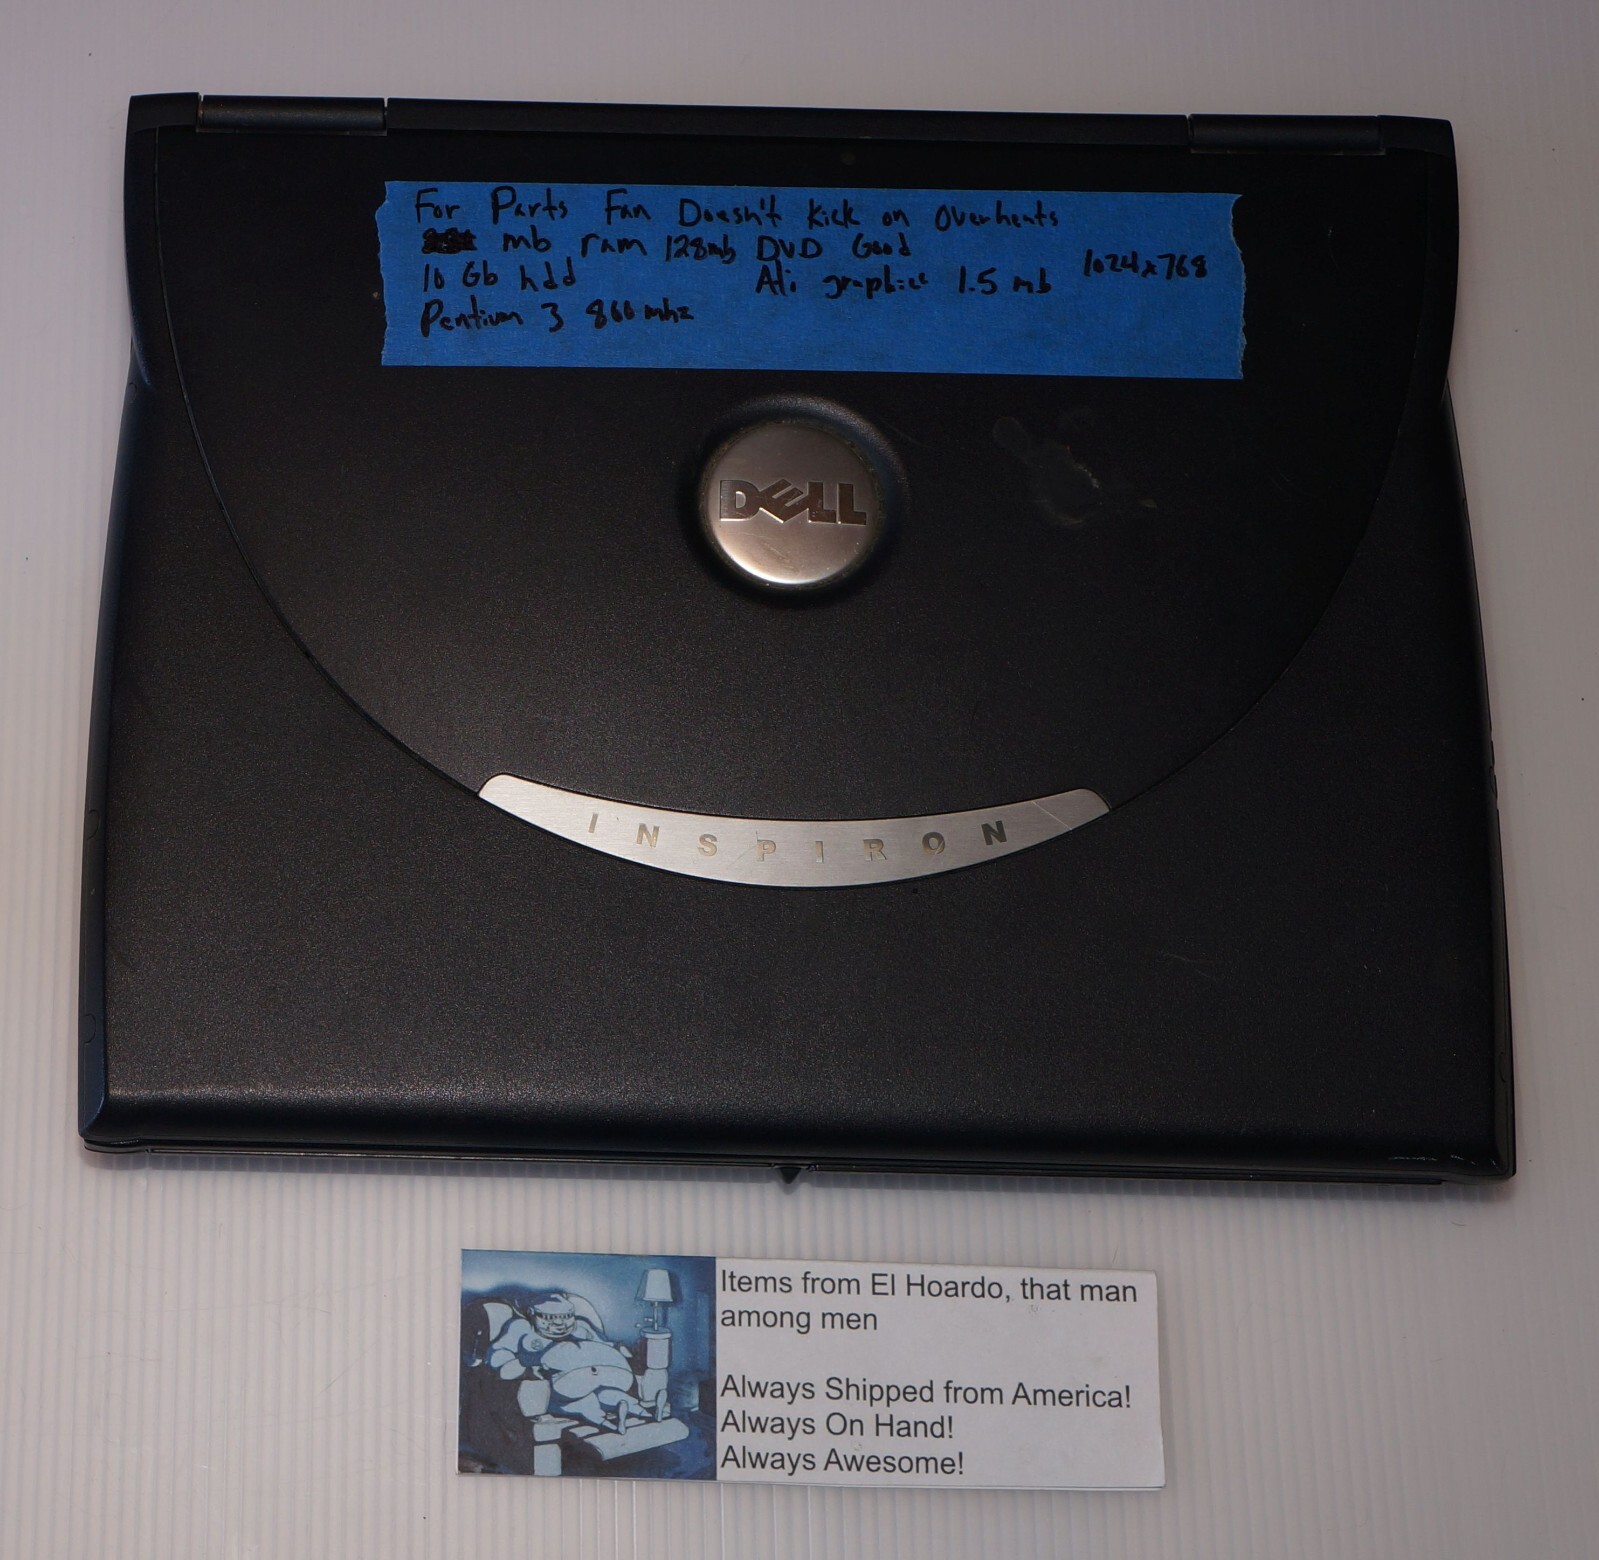 For Parts Fan Doesn't Kick on Overheats
mb ram 128mb DVD Good
10 Gb hdd Ati graphics 1.5 mb 1024x768
Pentium 3 860 mhz
DELL
INSPIRON
Items from El Hoardo, that man
among men
Always Shipped from America!
Always On Hand!
Always Awesome!